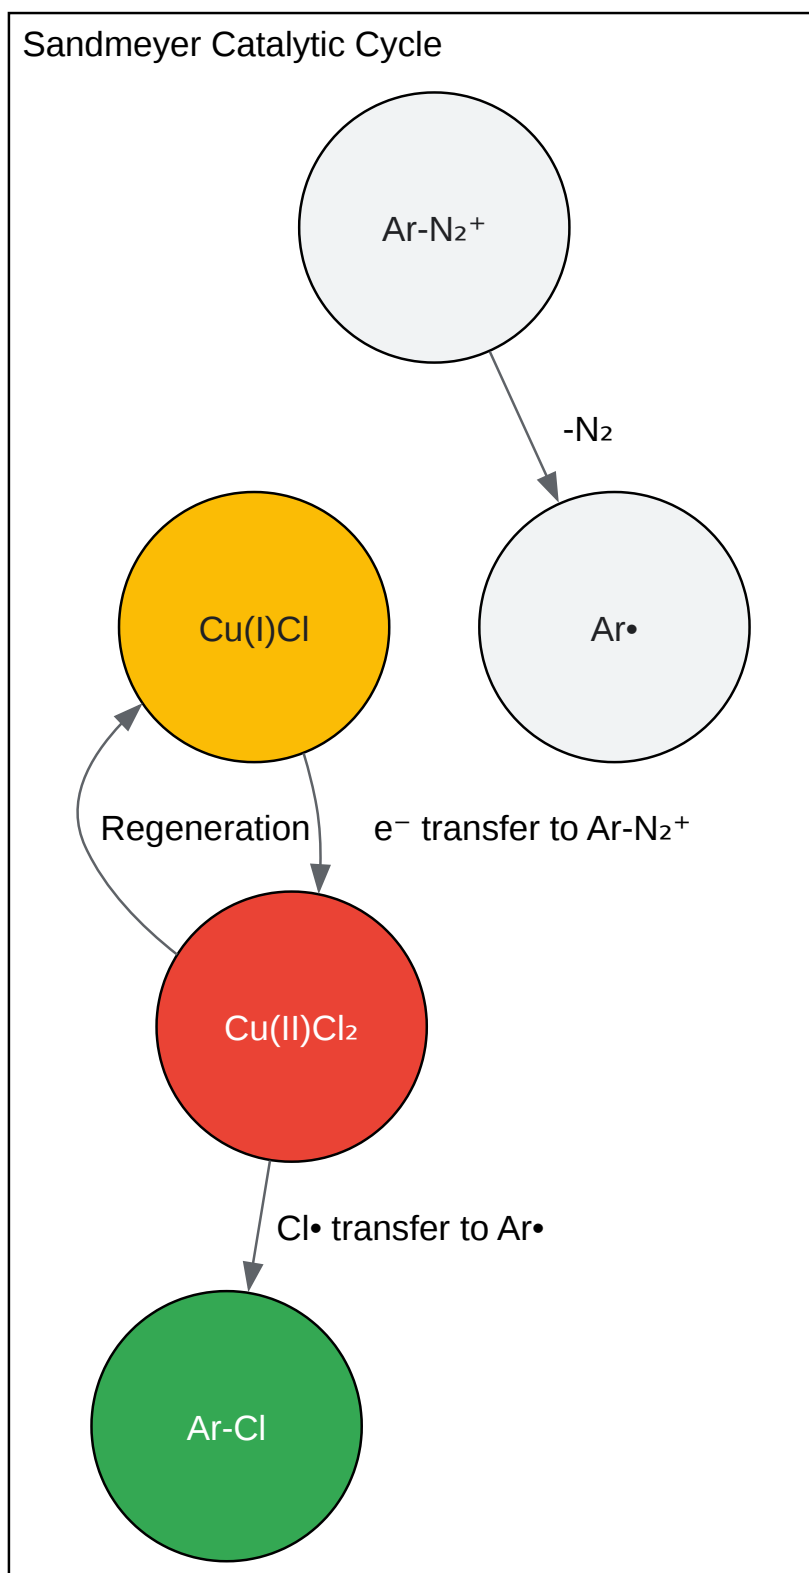 Sandmeyer Catalytic Cycle
Ar-N₂⁺
-N₂
Cu(I)Cl
Ar•
Regeneration
e⁻ transfer to Ar-N₂⁺
Cu(II)Cl₂
Cl• transfer to Ar•
Ar-Cl